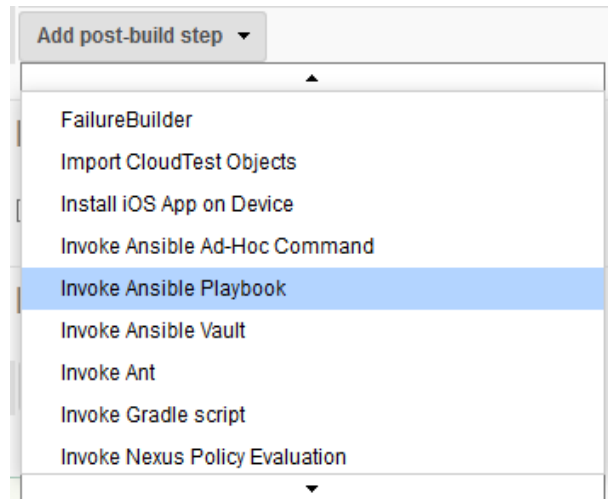 Add post-build step
FailureBuilder
Import CloudTest Objects
Install iOS App on Device
Invoke Ansible Ad-Hoc Command
Invoke Ansible Playbook
Invoke Ansible Vault
Invoke Ant
Invoke Gradle script
Invoke Nexus Policy Evaluation